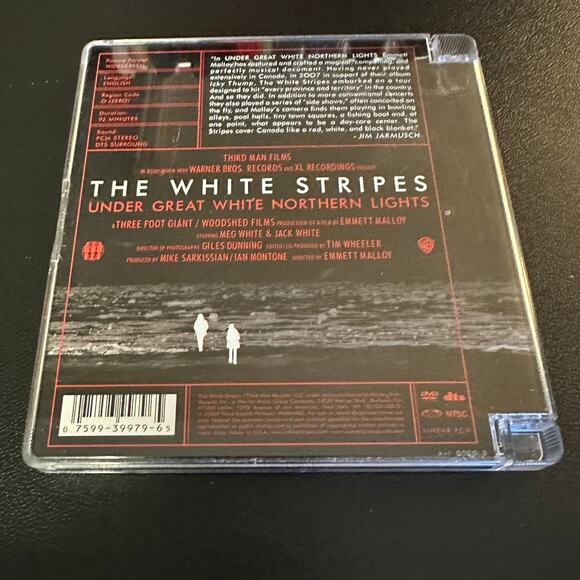 Picture Format
WIDESCREEN
Language:
ENGLISH
Region Code
0 (ZERO)
Duration:
92 MINUTES
Sound
PCM STEREO
DTS SURROUND
"In UNDER GREAT WHITE NORTHERN LIGHTS Emmett
Malloy has captured and crafted a magical, compelling, and
perfectly musical document. Having never played
extensively in Canada, in 2007 in support of their album
Icky Thump, The White Stripes embarked on a tour
designed to hit "every province and territory" in the country.
And so they did. In addition to more conventional concerts
they also played a series of "side shows," often concocted on
the fly, and Malloy's camera finds them playing in bowling
alleys, pool halls, tiny town squares, a fishing boat and, at
one point, what appears to be a day-care center. The
Stripes cover Canada like a red, white, and black blanket."
- JIM JARMUSCH
THIRD MAN FILMS
IN ASSOCIATION WITH WARNER BROS. RECORDS AND XL RECORDINGS PRESENT
THE WHITE STRIPES
UNDER GREAT WHITE NORTHERN LIGHTS
A THREE FOOT GIANT / WOODSHED FILMS PRODUCTION OF A FILM BY EMMETT MALLOY
STARRING MEG WHITE & JACK WHITE
DIRECTOR OF PHOTOGRAPHY GILES DUNNING EDITED/CO-PRODUCED BY TIM WHEELER
PRODUCED BY MIKE SARKISSIAN/IAN MONTONE DIRECTED BY EMMETT MALLOY
WB
DVD
dts
NTSC
LINEAR PCM
0 7599-39979-6 5